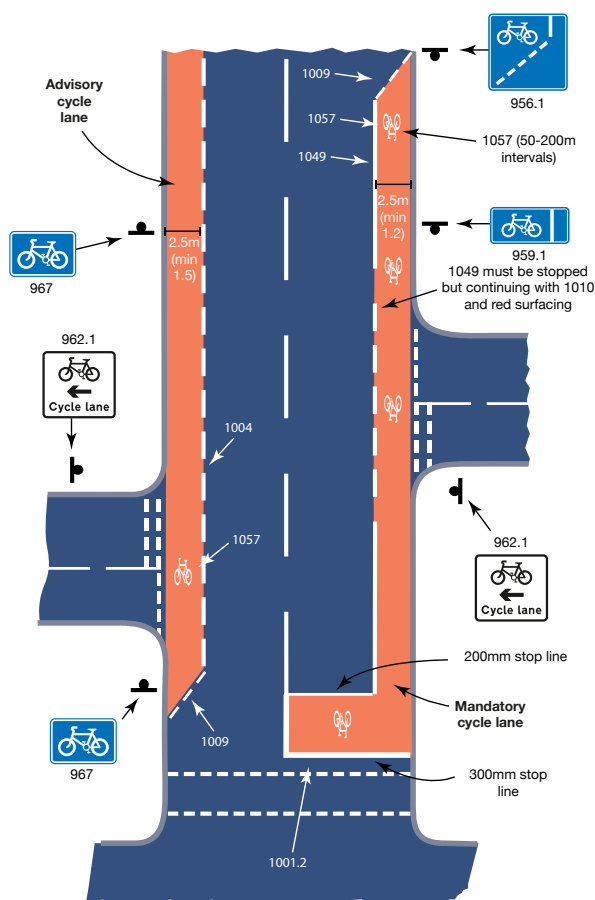 956.1
1009
Advisory
cycle
lane
1057
1057 (50-200m
intervals)
1049
2.5m
(min
1.2)
2.5m
(min
1.5)
967
959.1
1049 must be stopped
but continuing with 1010
and red surfacing
962.1
Cycle lane
1004
1057
962.1
Cycle lane
200mm stop line
Mandatory
cycle lane
1009
967
300mm stop
line
1001.2